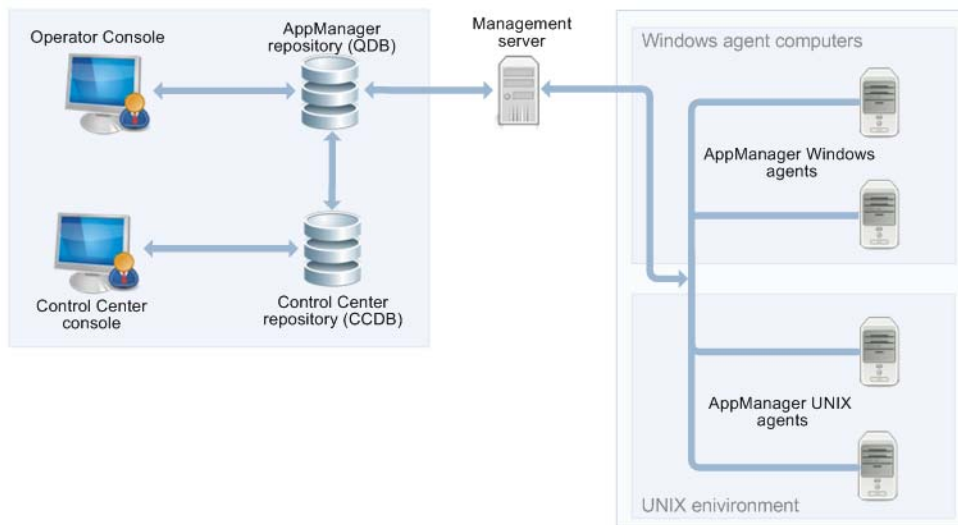 Operator Console
AppManager
repository (QDB)
Management
server
Windows agent computers
AppManager Windows
agents
Control Center
console
Control Center
repository (CCDB)
AppManager UNIX
agents
UNIX enivironment